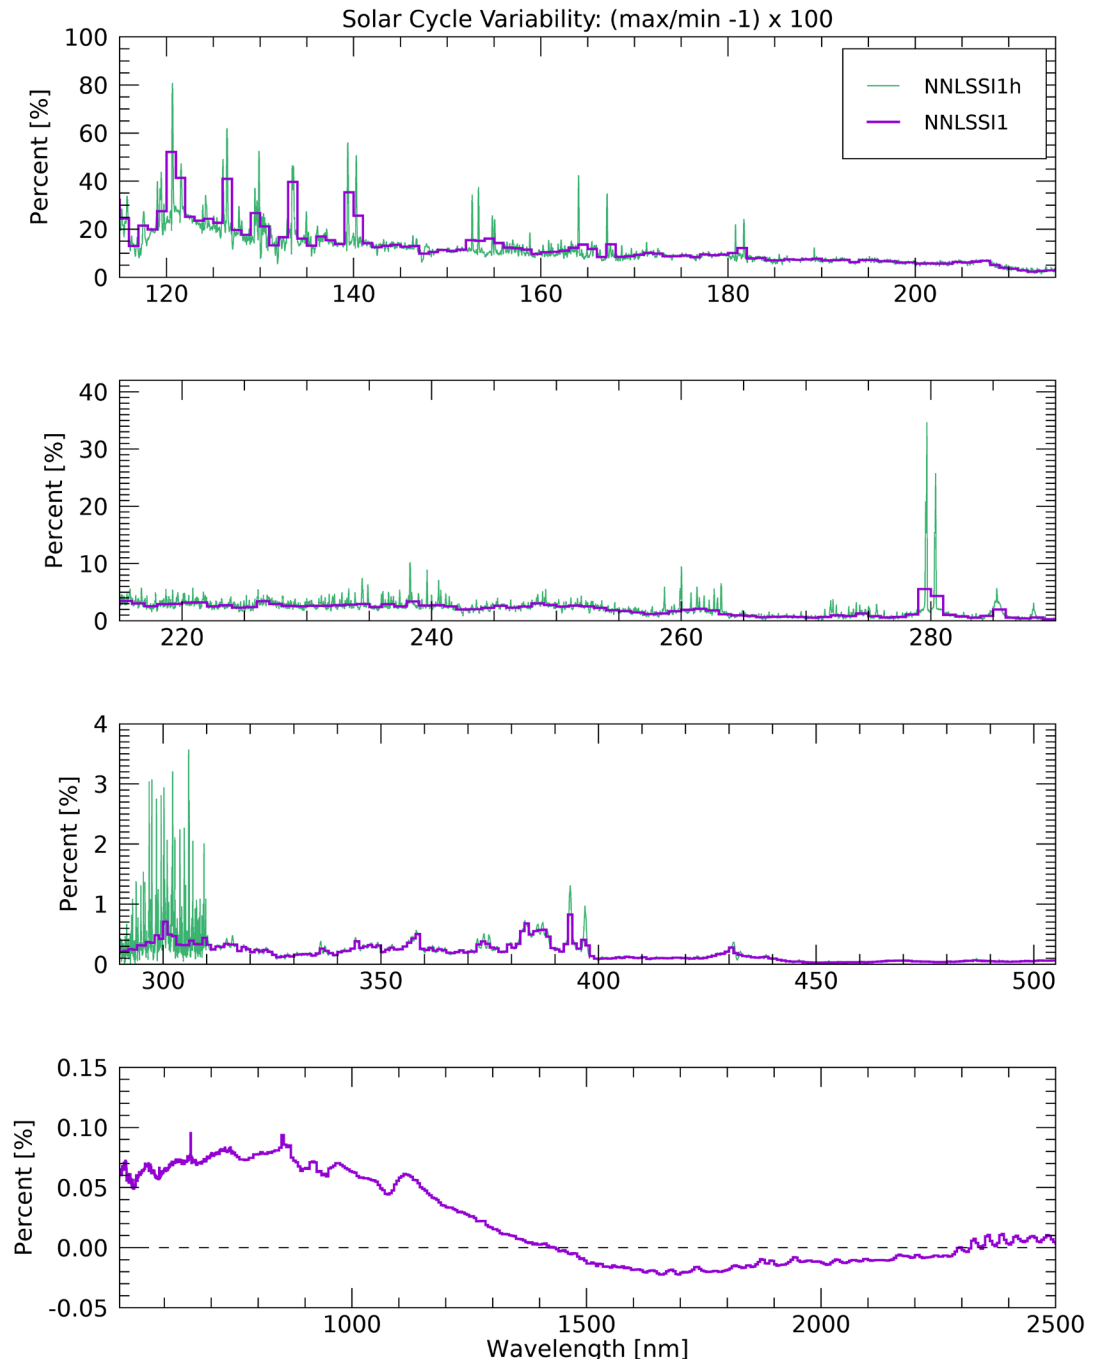 Solar Cycle Variability: (max/min -1) x 100
100
80
60
40
20
0
Percent [%]
NNLSSI1h
NNLSSI1
120 140 160 180 200
40
30
20
10
0
Percent [%]
220 240 260 280
4
3
2
1
0
Percent [%]
300 350 400 450 500
0.15
0.10
0.05
0.00
-0.05
Percent [%]
1000 1500 2000 2500
Wavelength [nm]